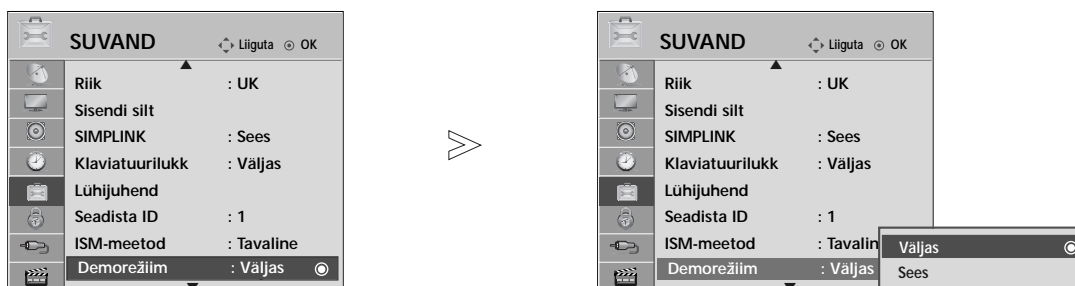 SUVAND Liiguta OK
Riik : UK
Sisendi silt
SIMPLINK : Sees
Klaviatuurilukk : Väljas
Lühijuhend
Seadista ID : 1
ISM-meetod : Tavaline
Demorežiim : Väljas
SUVAND Liiguta OK
Riik : UK
Sisendi silt
SIMPLINK : Sees
Klaviatuurilukk : Väljas
Lühijuhend
Seadista ID : 1
ISM-meetod : Tavalin
Demorežiim : Väljas
Väljas
Sees